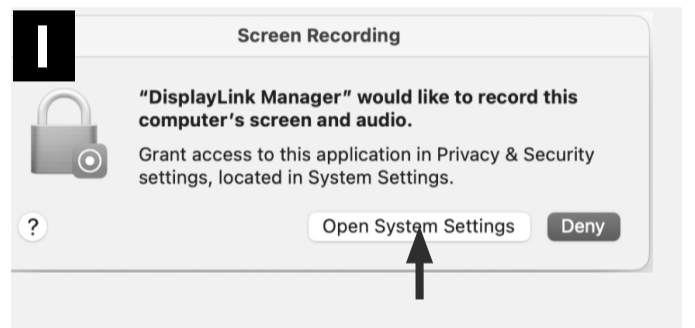 I
Screen Recording
“DisplayLink Manager” would like to record this
computer’s screen and audio.
Grant access to this application in Privacy & Security
settings, located in System Settings.
?
Open System Settings
Deny